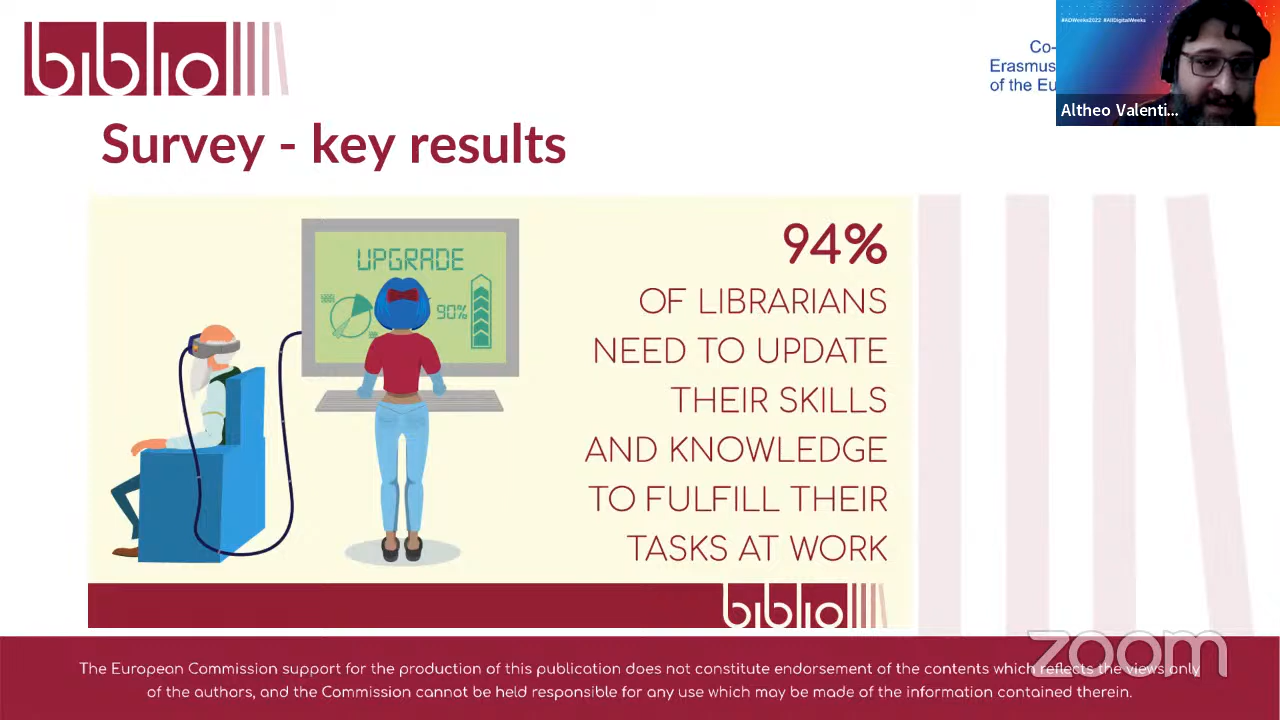 biblio
#ADWeeks2022 #AllDigitalWeeks
Co-
Erasmus
of the Eu
Altheo Valenti...
Survey - key results
UPGRADE
90%
94%
OF LIBRARIANS
NEED TO UPDATE
THEIR SKILLS
AND KNOWLEDGE
TO FULFILL THEIR
TASKS AT WORK
biblio
zoom
The European Commission support for the production of this publication does not constitute endorsement of the contents which reflects the views only
of the authors, and the Commission cannot be held responsible for any use which may be made of the information contained therein.